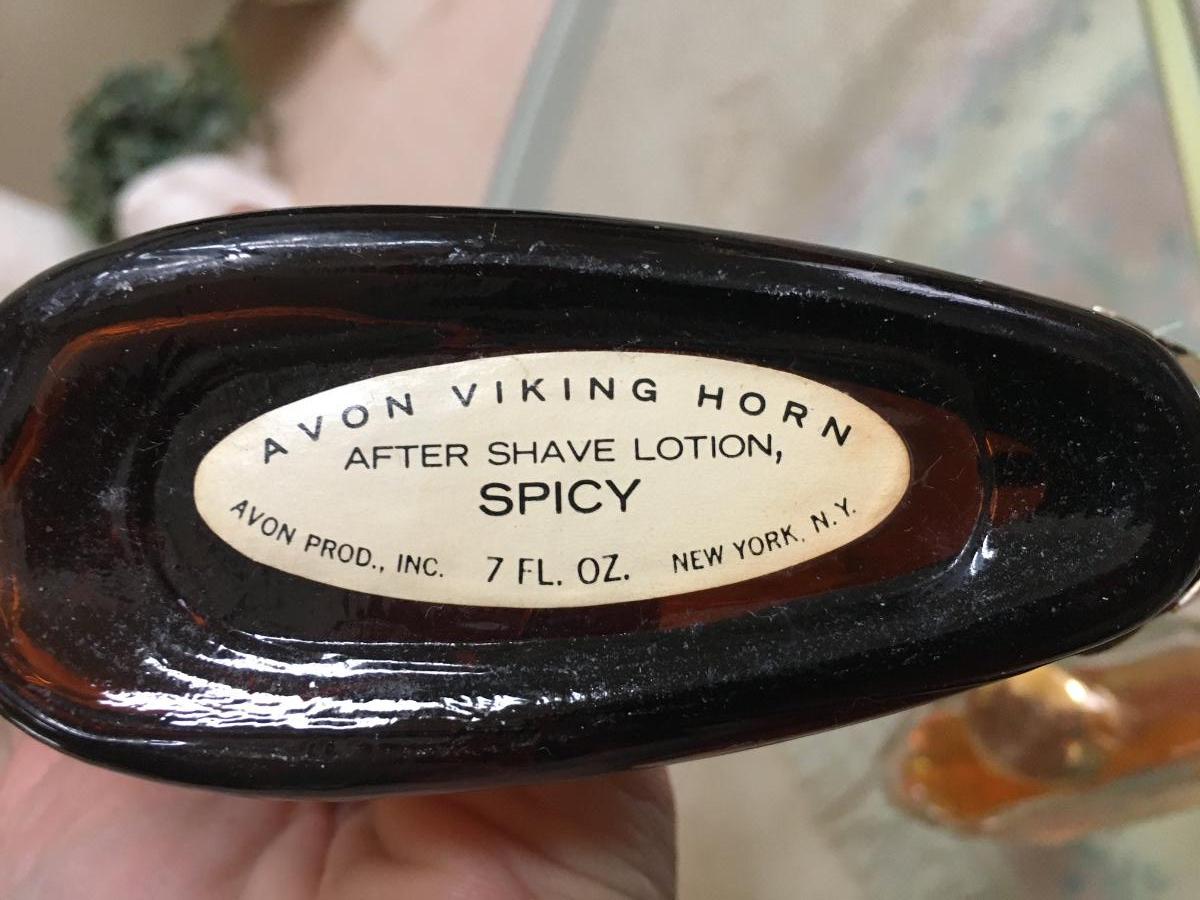 AVON VIKING HORN
AFTER SHAVE LOTION,
SPICY
AVON PROD., INC. 7 FL. OZ. NEW YORK, N.Y.